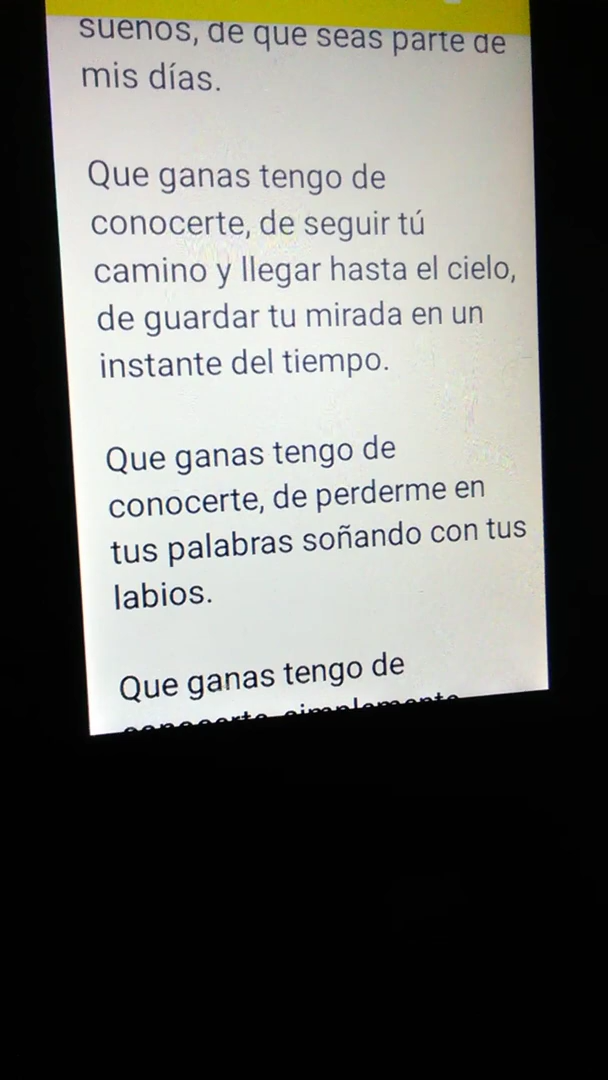 sueños, de que seas parte de
mis días.
Que ganas tengo de
conocerte, de seguir tú
camino y llegar hasta el cielo,
de guardar tu mirada en un
instante del tiempo.
Que ganas tengo de
conocerte, de perderme en
tus palabras soñando con tus
labios.
Que ganas tengo de
conocerte, simplemente